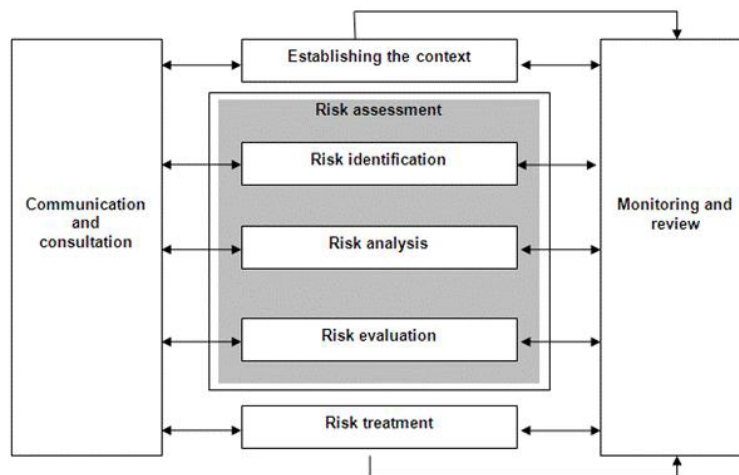 Establishing the context
Risk assessment
Risk identification
Communication
and
consultation
Monitoring and
review
Risk analysis
Risk evaluation
Risk treatment